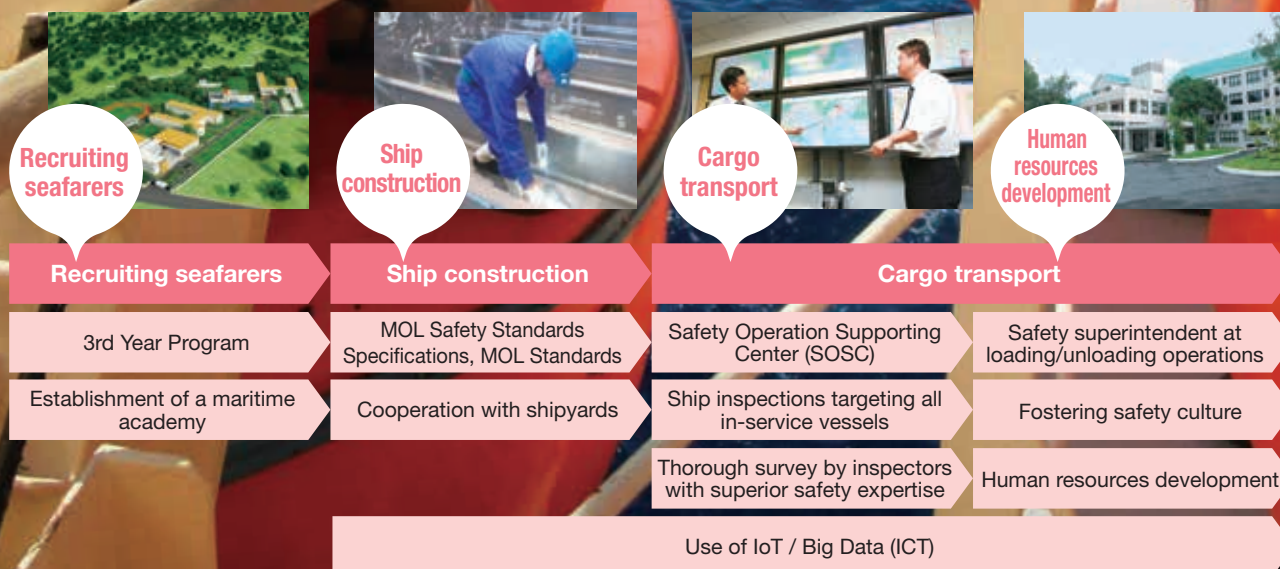 Recruiting
seafarers
Ship
construction
Cargo
transport
Human
resources
development
Recruiting seafarers
Ship construction
Cargo transport
3rd Year Program
MOL Safety Standards
Specifications, MOL Standards
Safety Operation Supporting
Center (SOSC)
Safety superintendent at
loading/unloading operations
Establishment of a maritime
academy
Cooperation with shipyards
Ship inspections targeting all
in-service vessels
Fostering safety culture
Thorough survey by inspectors
with superior safety expertise
Human resources development
Use of IoT / Big Data (ICT)